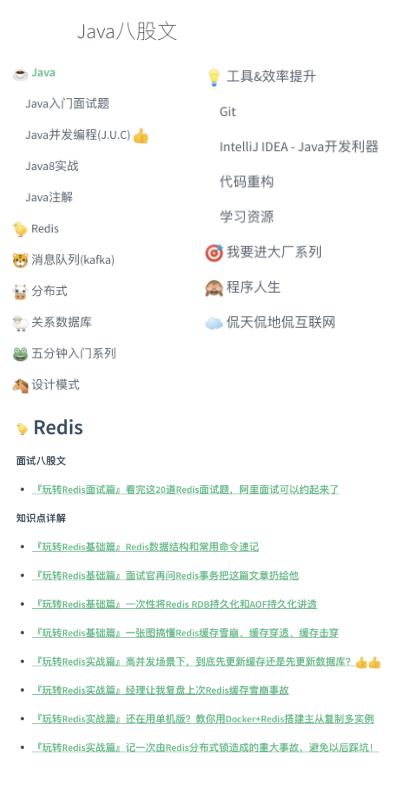 Java八股文
Java
Java入门面试题
Java并发编程(J.U.C)
Java8实战
Java注解
Redis
消息队列(kafka)
分布式
关系数据库
五分钟入门系列
设计模式
工具&效率提升
Git
IntelliJ IDEA - Java开发利器
代码重构
学习资源
我要进大厂系列
程序人生
侃天侃地侃互联网
Redis
面试八股文
『玩转Redis面试篇』看完这20道Redis面试题，阿里面试可以约起来了
知识点详解
『玩转Redis基础篇』Redis数据结构和常用命令速记
『玩转Redis基础篇』面试官再问Redis事务把这篇文章扔给他
『玩转Redis基础篇』一次性将Redis RDB持久化和AOF持久化讲透
『玩转Redis基础篇』一张图搞懂Redis缓存雪崩、缓存穿透、缓存击穿
『玩转Redis实战篇』高并发场景下，到底先更新缓存还是先更新数据库？
『玩转Redis实战篇』经理让我复盘上次Redis缓存雪崩事故
『玩转Redis实战篇』还在用单机版？教你用Docker+Redis搭建主从复制多实例
『玩转Redis实战篇』记一次由Redis分布式锁造成的重大事故，避免以后踩坑！